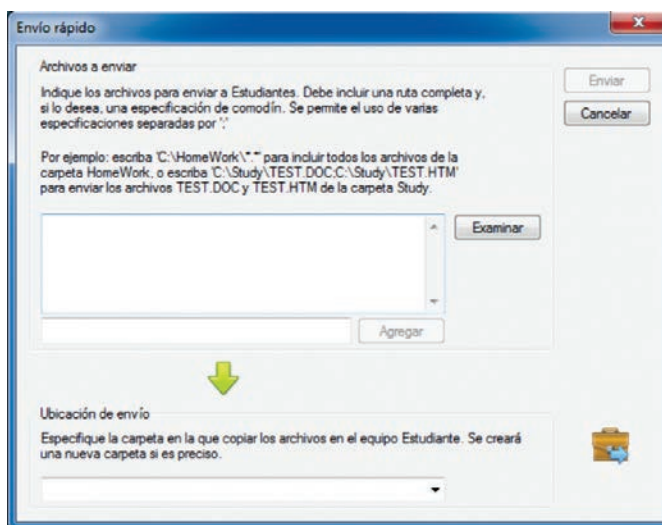 Envío rápido
Archivos a enviar
Indique los archivos para enviar a Estudiantes. Debe incluir una ruta completa y,
si lo desea, una especificación de comodín. Se permite el uso de varias
especificaciones separadas por ';'
Por ejemplo: escriba 'C:\HomeWork\*.*' para incluir todos los archivos de la
carpeta HomeWork, o escriba 'C:\Study\TEST.DOC;C:\Study\TEST.HTM'
para enviar los archivos TEST.DOC y TEST.HTM de la carpeta Study.
Enviar
Cancelar
Examinar
Agregar
Ubicación de envío
Especifique la carpeta en la que copiar los archivos en el equipo Estudiante. Se creará
una nueva carpeta si es preciso.